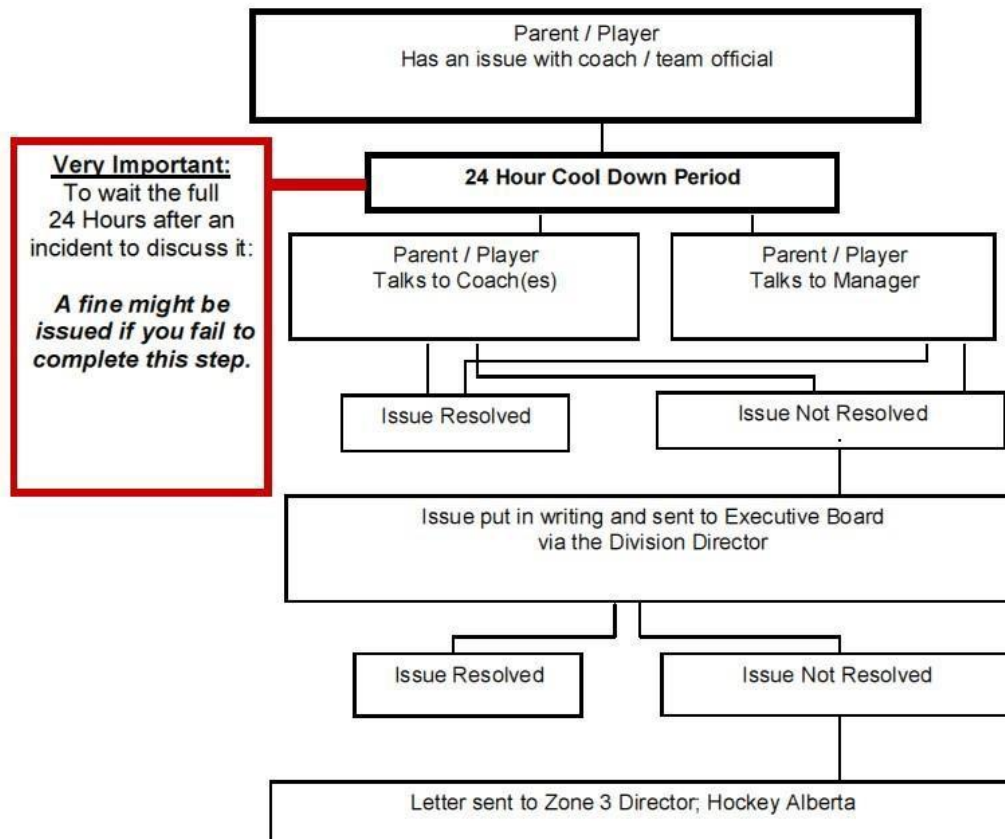 Parent / Player
Has an issue with coach / team official
Very Important:
To wait the full
24 Hours after an
incident to discuss it:
A fine might be
issued if you fail to
complete this step.
24 Hour Cool Down Period
Parent / Player
Talks to Coach(es)
Parent / Player
Talks to Manager
Issue Resolved
Issue Not Resolved
.
Issue put in writing and sent to Executive Board
via the Division Director
Issue Resolved
Issue Not Resolved
Letter sent to Zone 3 Director; Hockey Alberta